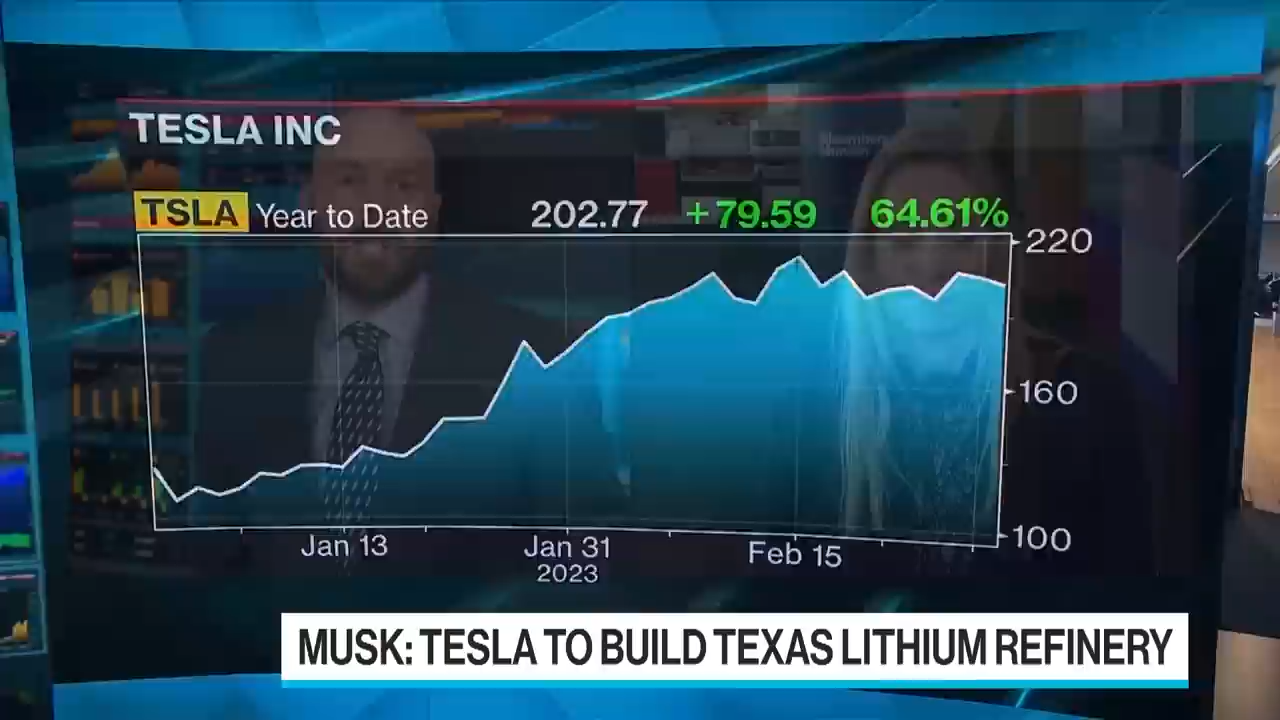 TESLA INC
TSLA Year to Date 202.77 +79.59 64.61%
220
160
100
Jan 13 Jan 31 Feb 15
2023
MUSK: TESLA TO BUILD TEXAS LITHIUM REFINERY